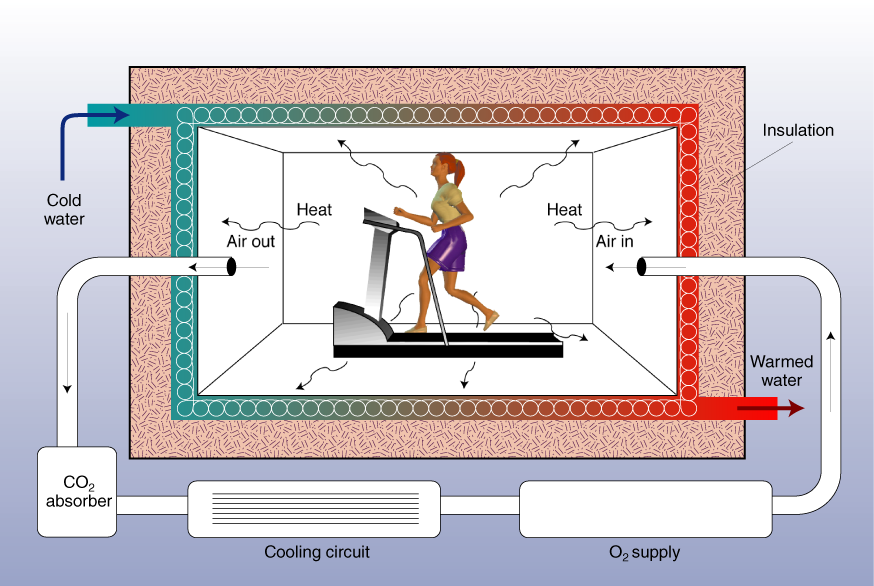 Insulation
Cold
water
Heat
Heat
Air out
Air in
Warmed
water
CO₂
absorber
Cooling circuit
O₂ supply